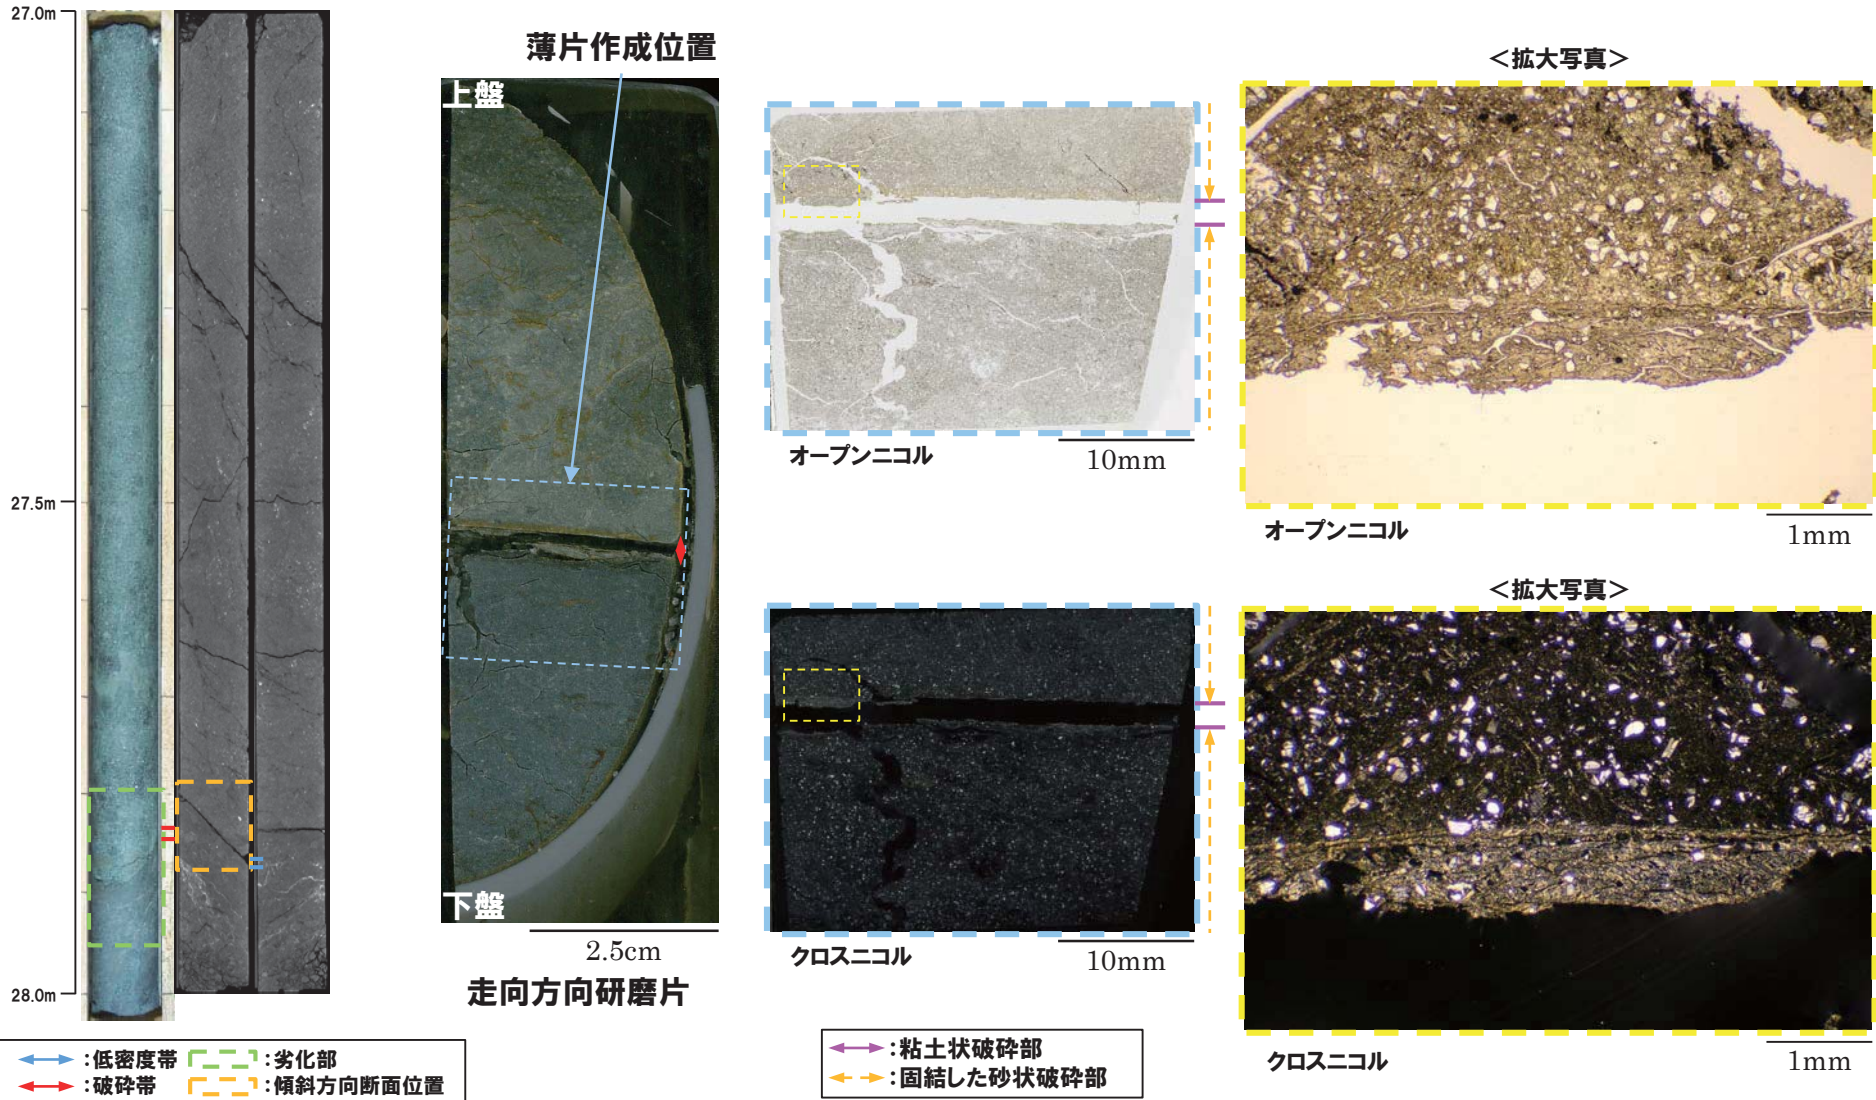 27.0m
27.5m
28.0m
薄片作成位置
上盤
下盤
2.5cm
走向方向研磨片
オープンニコル
10mm
クロスニコル
10mm
＜拡大写真＞
オープンニコル
1mm
＜拡大写真＞
クロスニコル
1mm
:低密度帯
:劣化部
:破砕帯
:傾斜方向断面位置
:粘土状破砕部
:固結した砂状破砕部